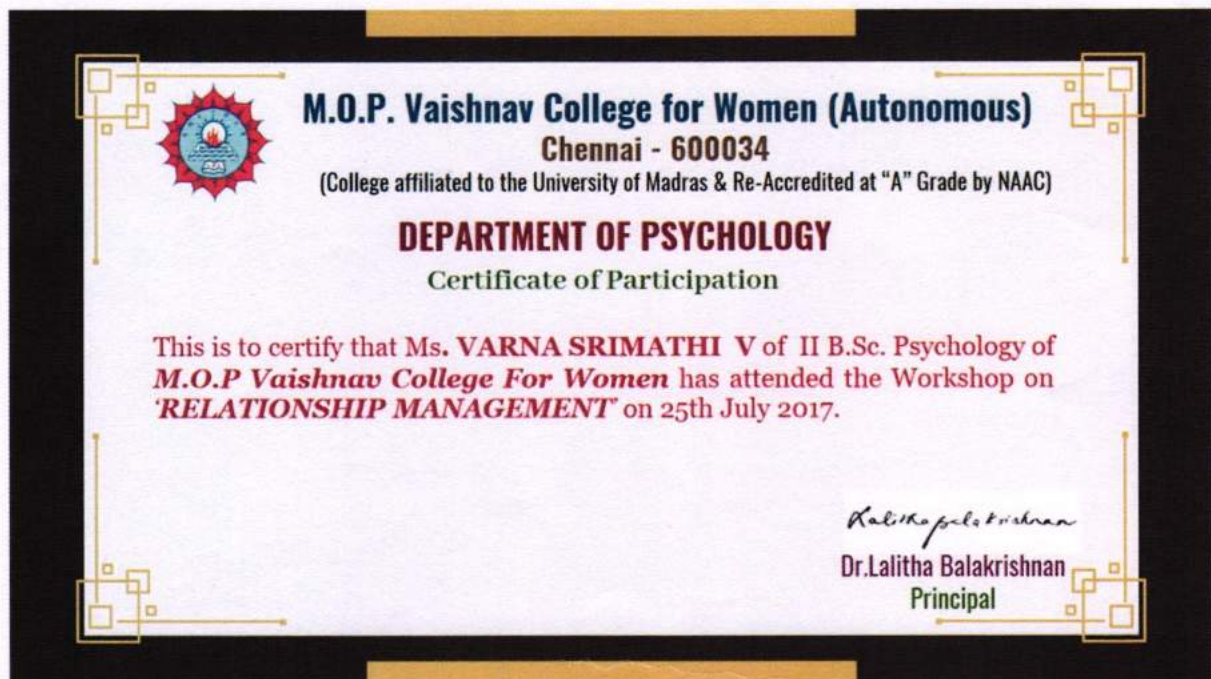 M.O.P. Vaishnav College for Women (Autonomous)
Chennai - 600034
(College affiliated to the University of Madras & Re-Accredited at “A” Grade by NAAC)
DEPARTMENT OF PSYCHOLOGY
Certificate of Participation
This is to certify that Ms. VARNA SRIMATHI V of II B.Sc. Psychology of
M.O.P Vaishnav College For Women has attended the Workshop on
‘RELATIONSHIP MANAGEMENT’ on 25th July 2017.
Lalitha Balakrishnan
Dr.Lalitha Balakrishnan
Principal